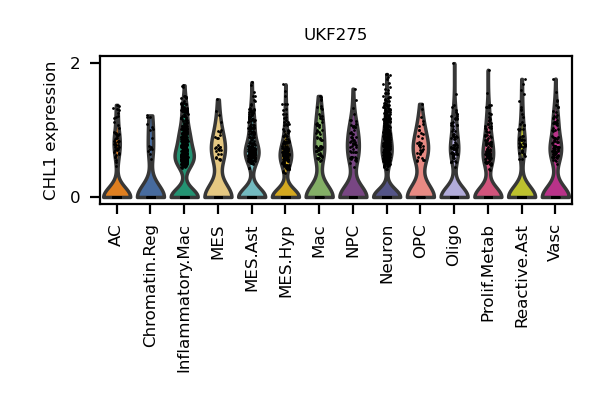 UKF275
CHL1 expression
2
0
AC
Chromatin.Reg
Inflammatory.Mac
MES
MES.Ast
MES.Hyp
Mac
NPC
Neuron
OPC
Oligo
Prolif.Metab
Reactive.Ast
Vasc